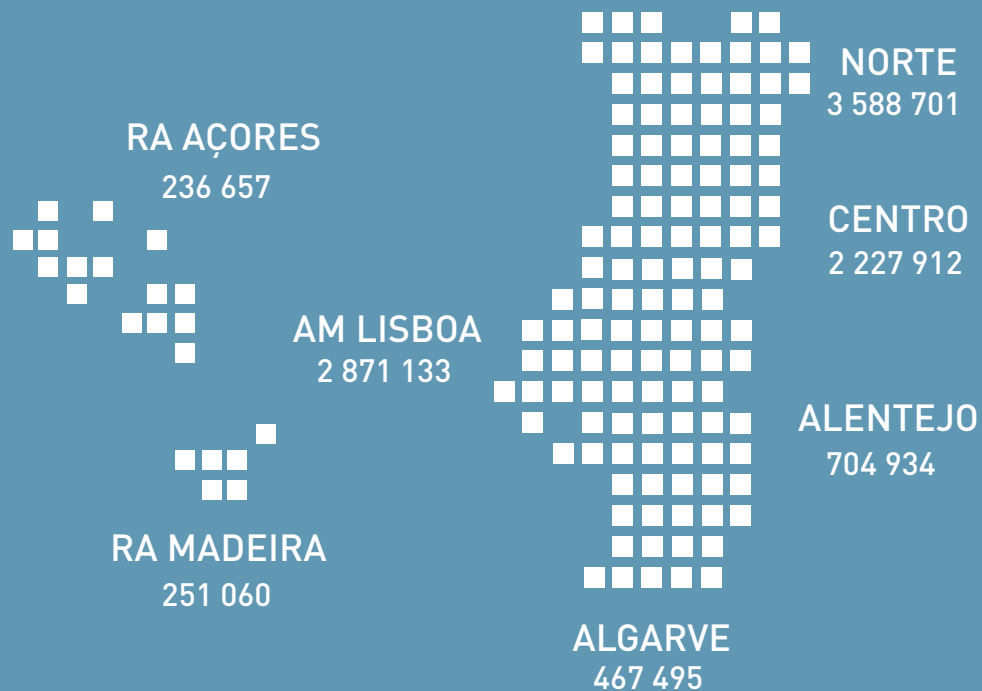 NORTE
3 588 701
RA AÇORES
236 657
CENTRO
2 227 912
AM LISBOA
2 871 133
ALENTEJO
704 934
RA MADEIRA
251 060
ALGARVE
467 495